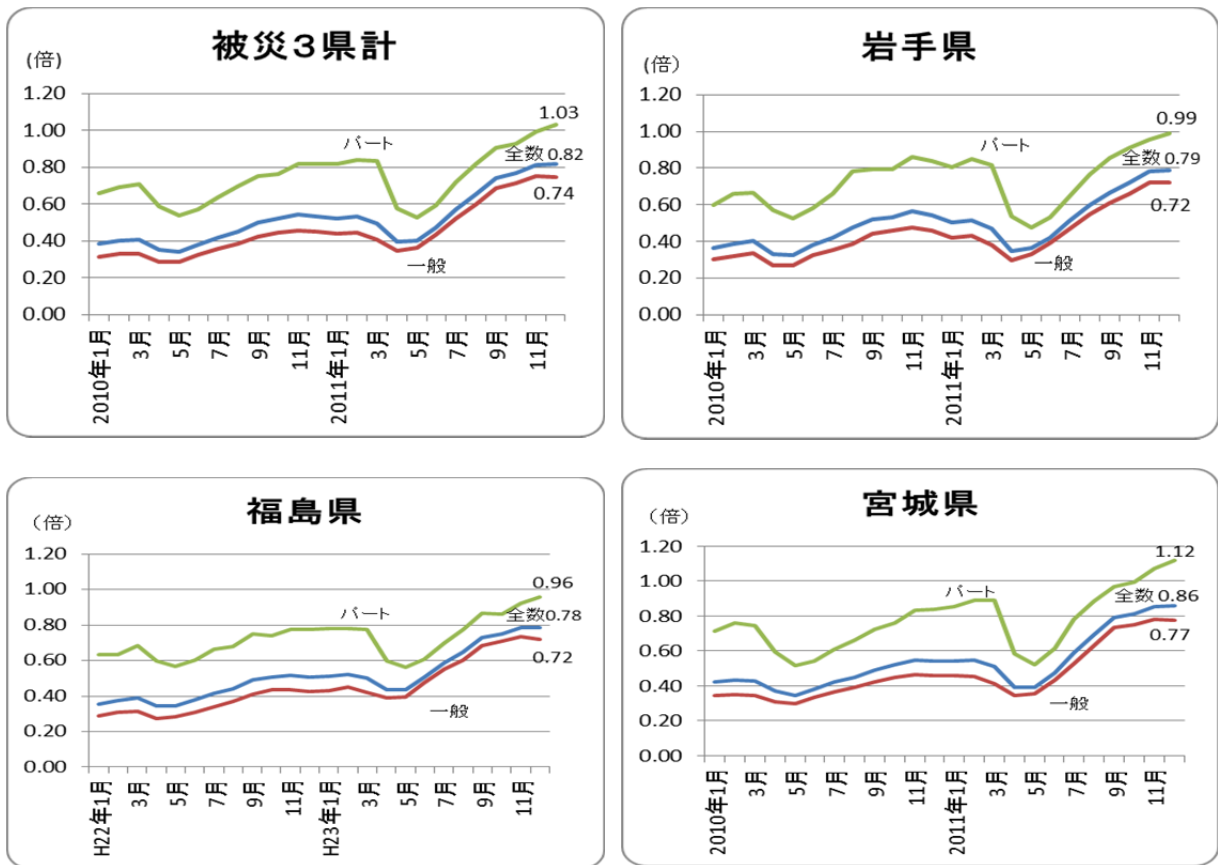 被災３県計
(倍)
1.20
1.00
0.80
0.60
0.40
0.20
0.00
1.03
パート
全数 0.82
0.74
一般
2010年1月
3月
5月
7月
9月
11月
2011年1月
3月
5月
7月
9月
11月
岩手県
(倍)
1.20
1.00
0.80
0.60
0.40
0.20
0.00
0.99
パート
全数 0.79
0.72
一般
2010年1月
3月
5月
7月
9月
11月
2011年1月
3月
5月
7月
9月
11月
福島県
（倍）
1.20
1.00
0.80
0.60
0.40
0.20
0.00
0.96
パート
全数0.78
0.72
一般
H22年1月
3月
5月
7月
9月
11月
H23年1月
3月
5月
7月
9月
11月
宮城県
（倍）
1.20
1.00
0.80
0.60
0.40
0.20
0.00
1.12
パート
全数 0.86
0.77
一般
2010年1月
3月
5月
7月
9月
11月
2011年1月
3月
5月
7月
9月
11月